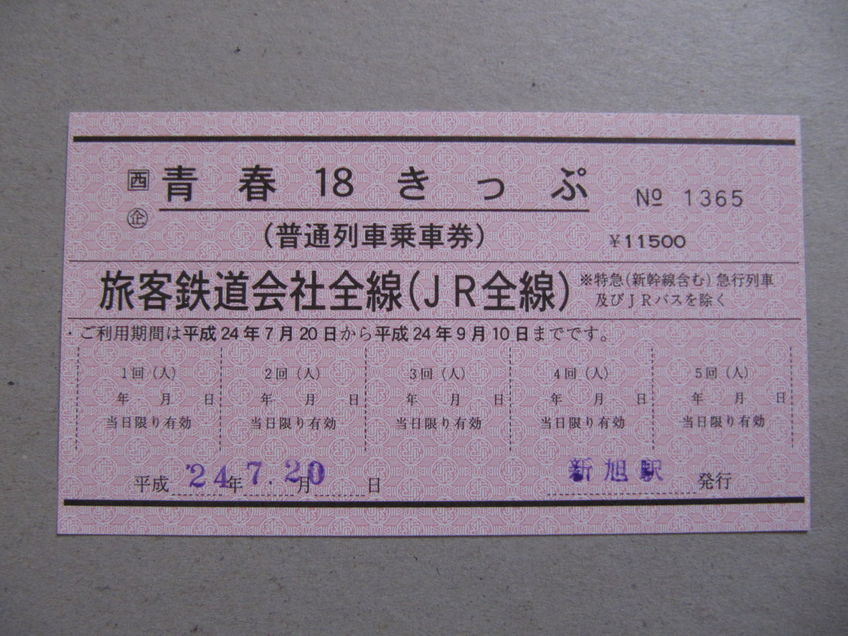 西 青春18きっぷ № 1365
企
(普通列車乗車券) ¥11500
旅客鉄道会社全線(JR全線) ※特急(新幹線含む)急行列車
及びJRバスを除く
・ご利用期間は平成24年7月20日から平成24年9月10日までです。
1回(人) 2回(人) 3回(人) 4回(人) 5回(人)
年 月 日 年 月 日 年 月 日 年 月 日 年 月 日
当日限り有効 当日限り有効 当日限り有効 当日限り有効 当日限り有効
平成 '24年 7.20月 日 新旭駅 発行